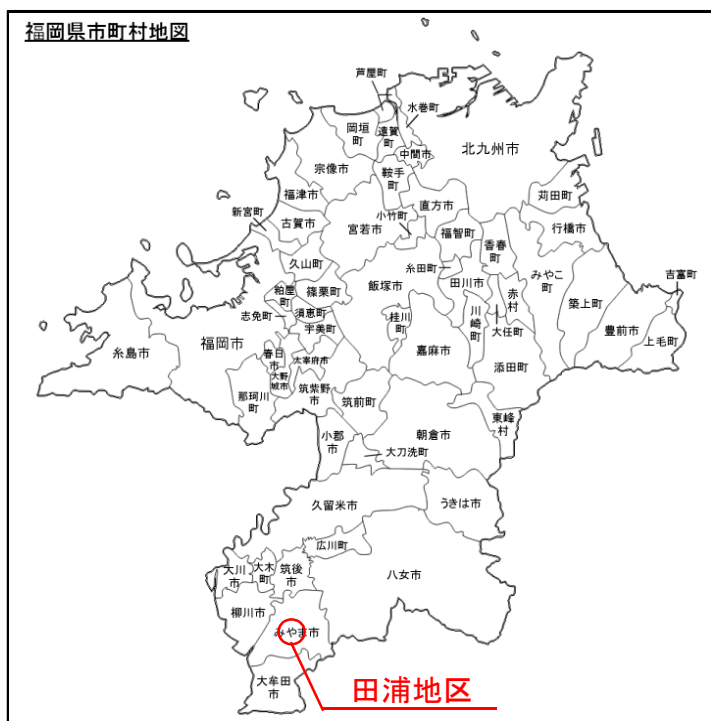 福岡県市町村地図
芦屋町
水巻町
岡垣
町
遠賀
町
中間市
北九州市
宗像市
鞍手
町
福津市
直方市
苅田町
新宮町
古賀市
小竹町
宮若市
福智町
香春
町
行橋市
久山町
糸田町
飯塚市
田川市
みやこ
町
吉富町
粕屋
町
篠栗町
赤
村
築上町
志免町
須恵町
桂川
町
川
崎
町
大任町
豊前市
宇美町
上毛町
糸島市
福岡市
春日
市
太宰府市
嘉麻市
大野
城市
添田町
那珂川
町
筑紫野
市
筑前町
東峰
村
小郡
市
朝倉市
大刀洗町
久留米市
うきは市
広川町
大川
市
大木
町
筑後
市
八女市
柳川市
みやま市
大牟田
市
田浦地区